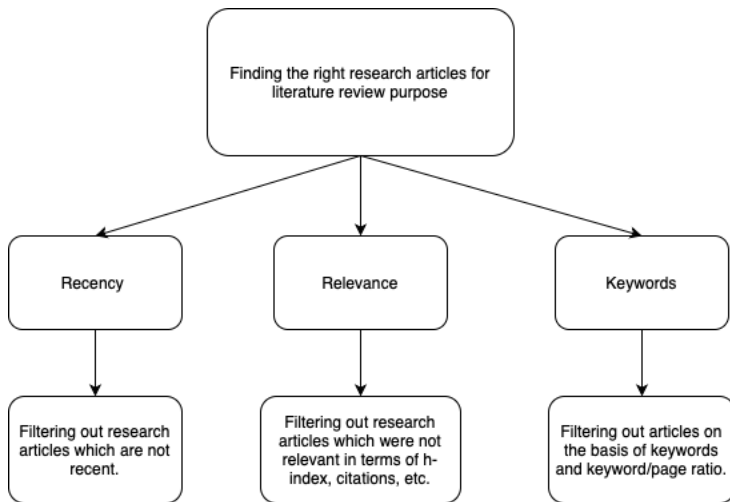 Finding the right research articles for
literature review purpose
Recency
Relevance
Keywords
Filtering out research
articles which are not
recent.
Filtering out research
articles which were not
relevant in terms of h-
index, citations, etc.
Filtering out articles on
the basis of keywords
and keyword/page ratio.